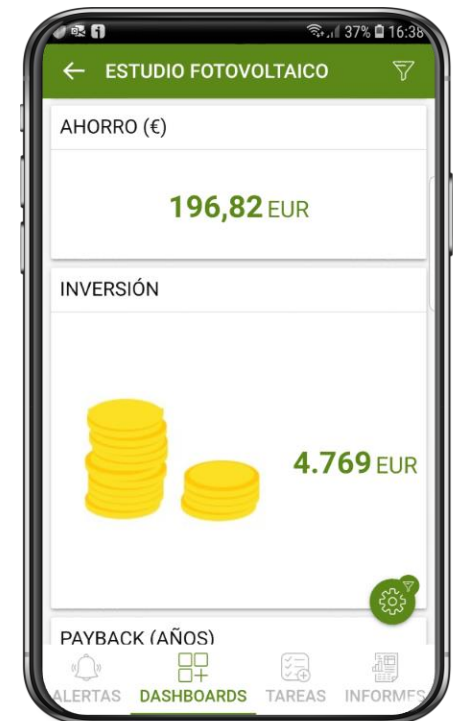 37% 16:38
ESTUDIO FOTOVOLTAICO
AHORRO (€)
196,82 EUR
INVERSIÓN
4.769 EUR
PAYBACK (AÑOS)
ALERTAS DASHBOARDS TAREAS INFORMES